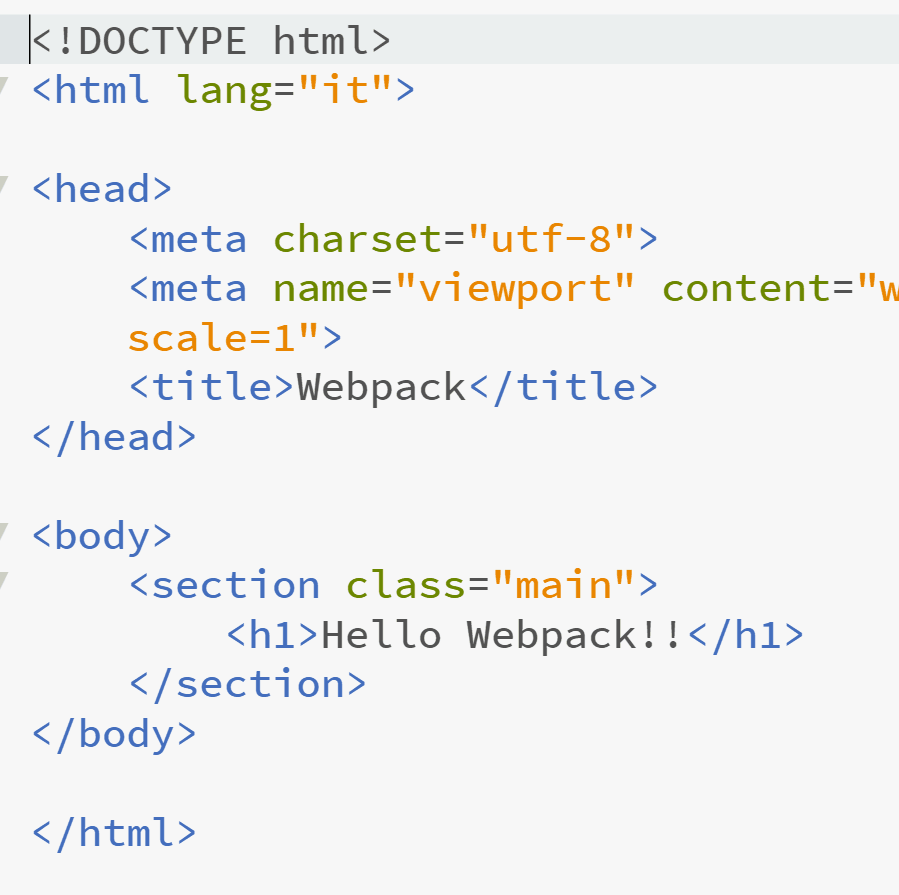 <!DOCTYPE html>
<html lang="it">
<head>
<meta charset="utf-8">
<meta name="viewport" content="w
scale=1">
<title>Webpack</title>
</head>
<body>
<section class="main">
<h1>Hello Webpack!!</h1>
</section>
</body>
</html>